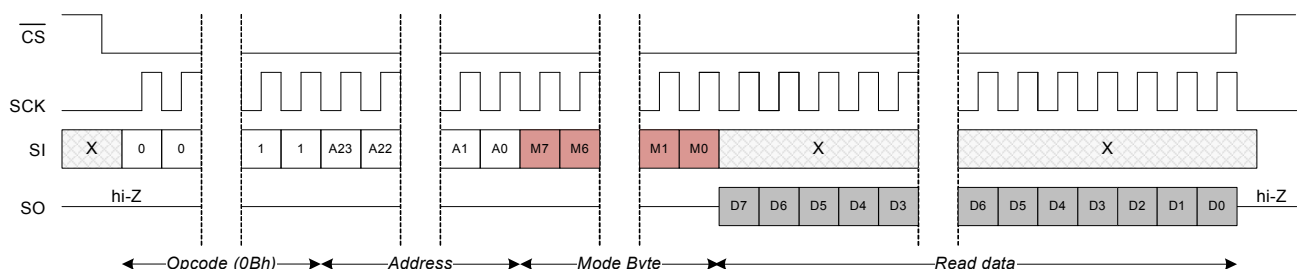 CS
SCK
SI X 0 0 1 1 A23 A22 A1 A0 M7 M6 M1 M0 X X
hi-Z hi-Z
SO D7 D6 D5 D4 D3 D6 D5 D4 D3 D2 D1 D0
Opcode (0Bh) Address Mode Byte Read data